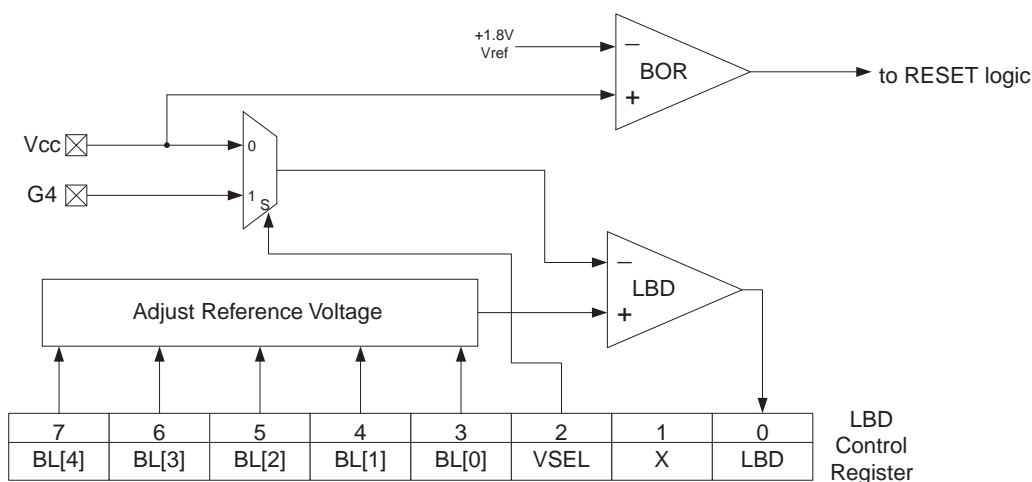 +1.8V
Vref
−
BOR
+
to RESET logic
Vcc
0
G4
1
S
−
LBD
+
Adjust Reference Voltage
7 6 5 4 3 2 1 0
BL[4] BL[3] BL[2] BL[1] BL[0] VSEL X LBD
LBD
Control
Register